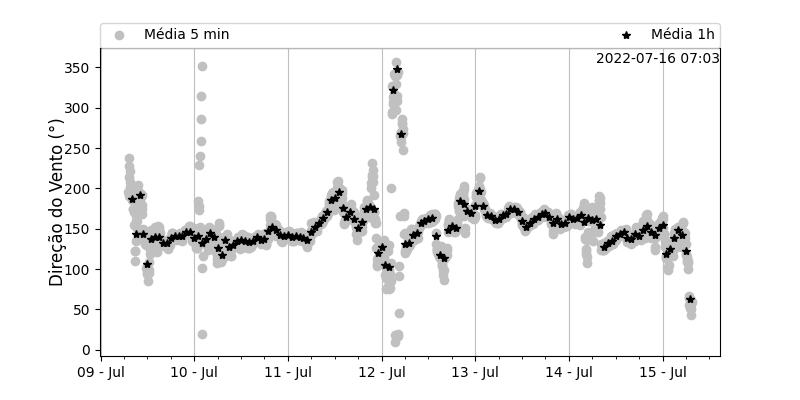 Média 5 min
Média 1h
2022-07-16 07:03
Direção do Vento (°)
350
300
250
200
150
100
50
0
09 - Jul
10 - Jul
11 - Jul
12 - Jul
13 - Jul
14 - Jul
15 - Jul